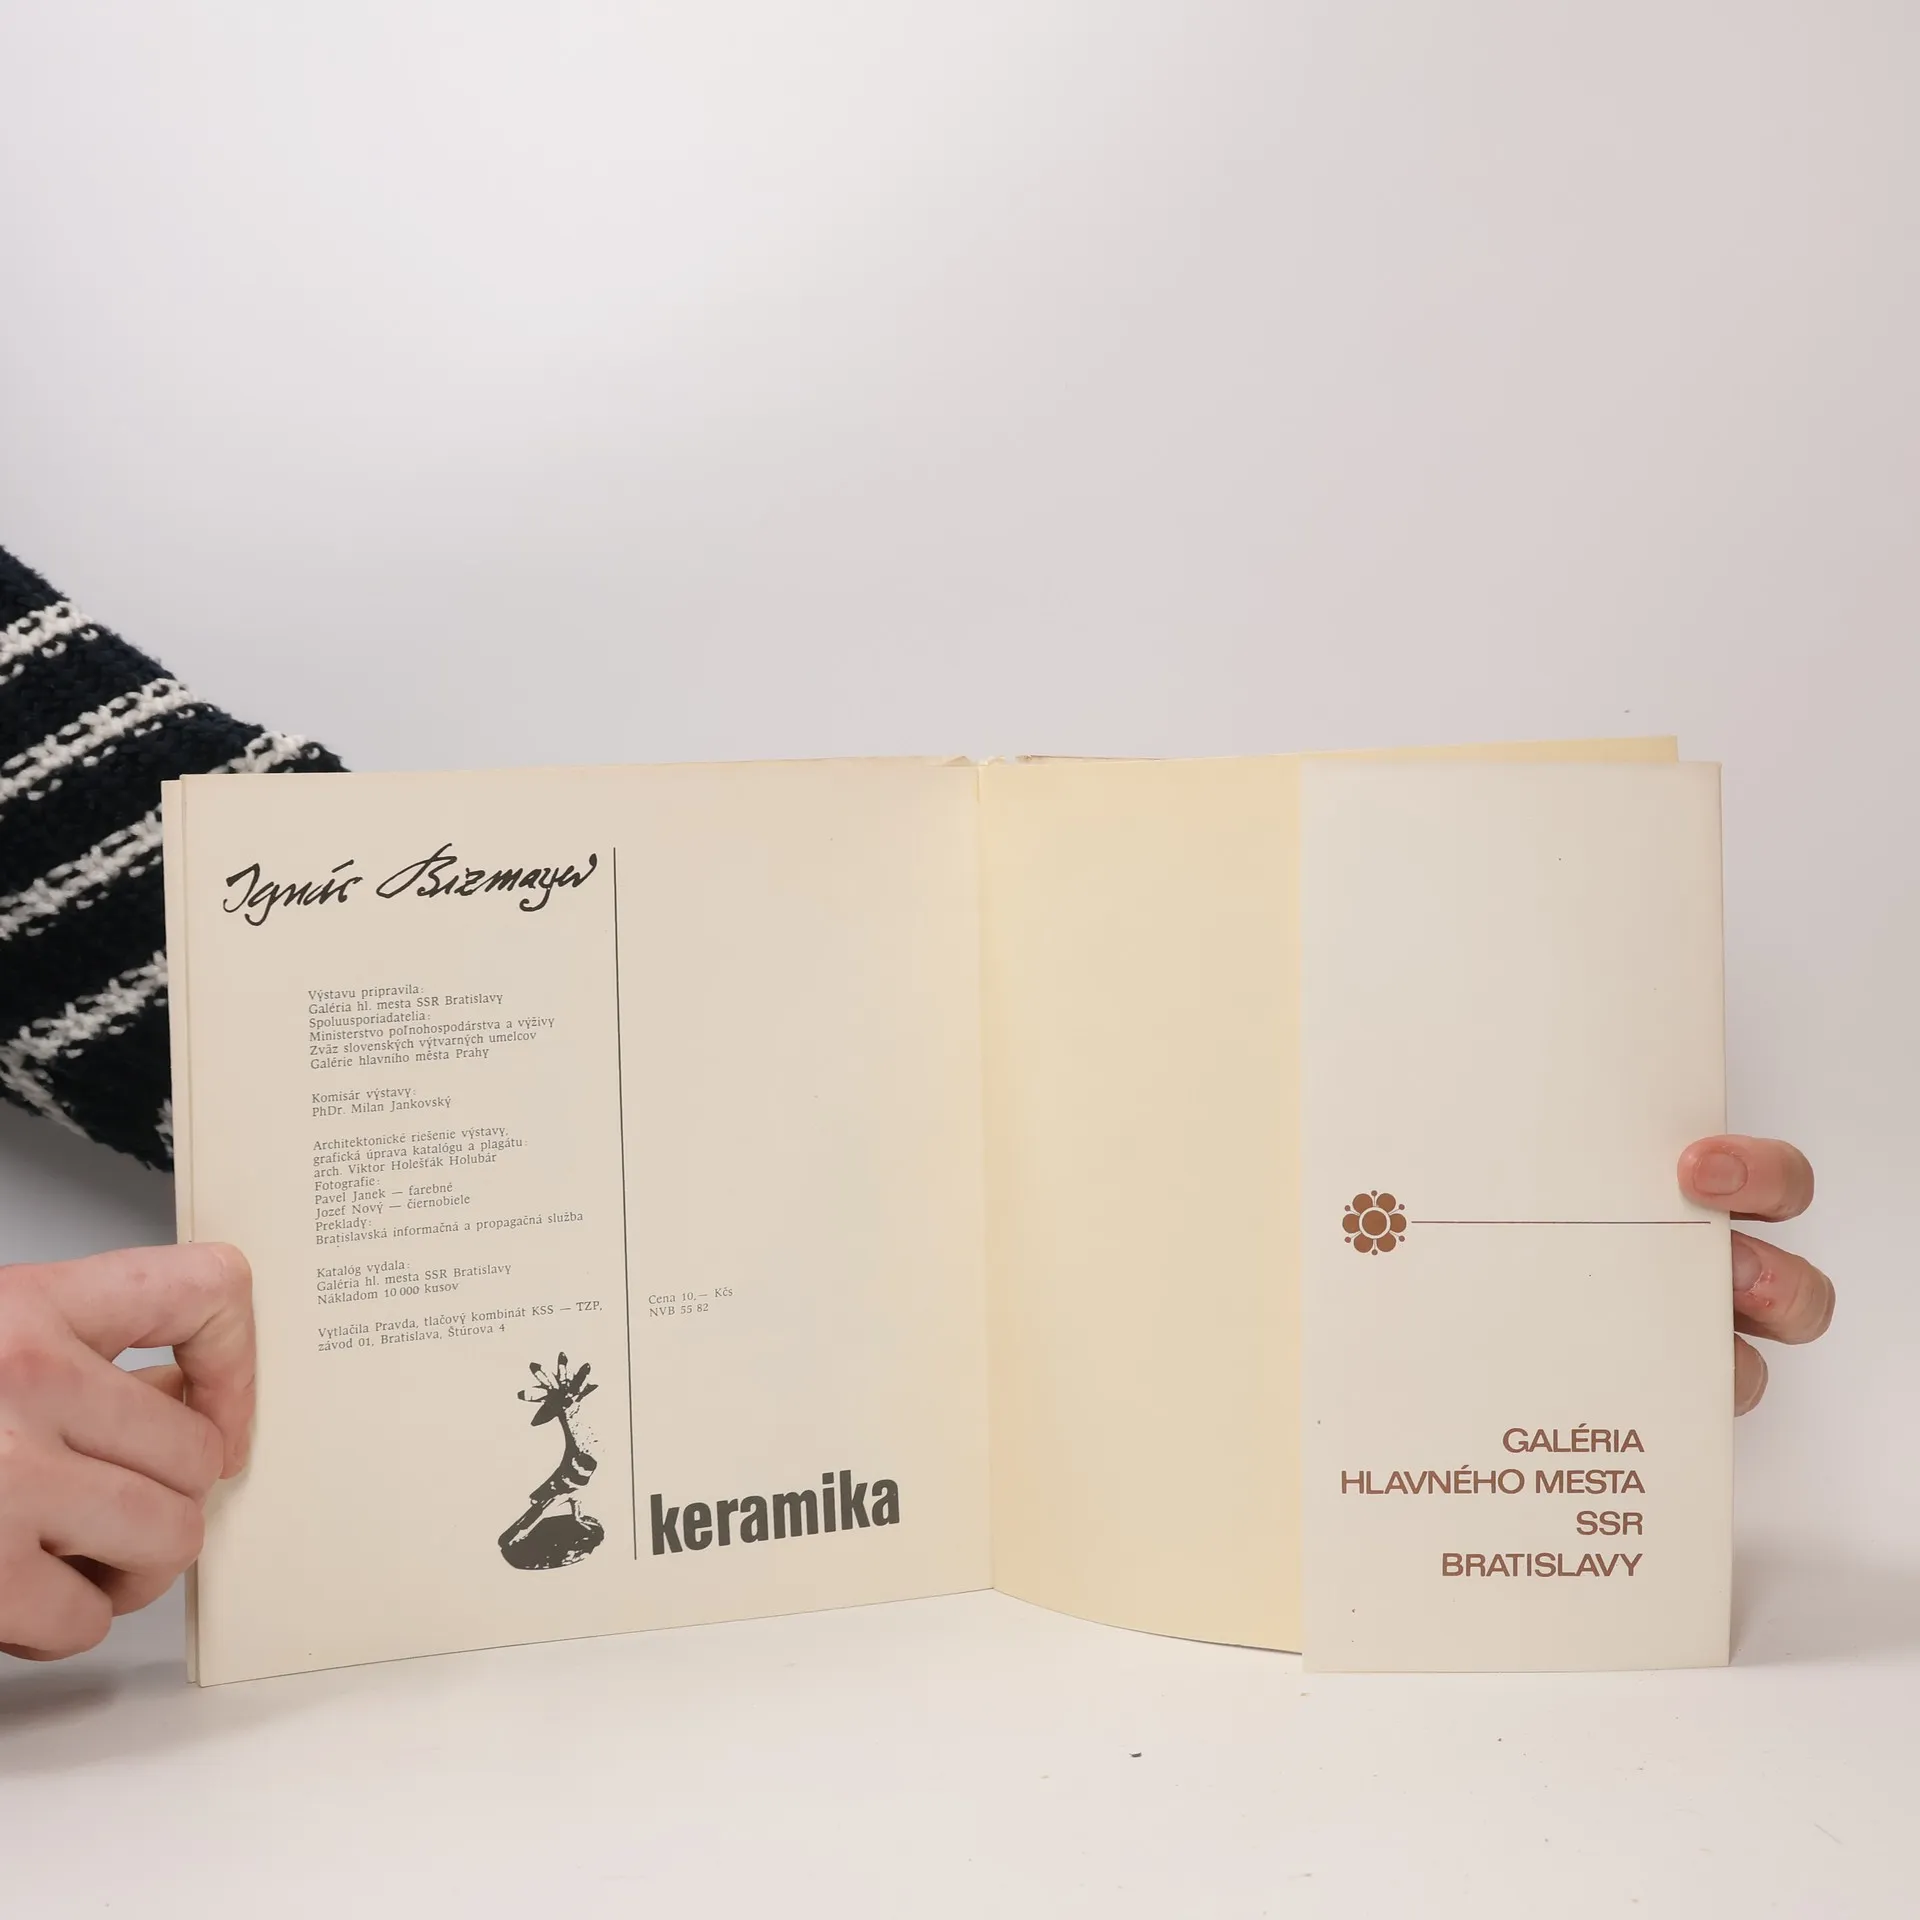 Ignác Bizmayer
Výstavu pripravila:
Galéria hl. mesta SSR Bratislavy
Spoluusporiadatelia:
Ministerstvo poľnohospodárstva a výživy
Zväz slovenských výtvarných umelcov
Galérie hlavního města Prahy
Komisár výstavy:
PhDr. Milan Jankovský
Architektonické riešenie výstavy,
grafická úprava katalógu a plagátu:
arch. Viktor Holešťák Holubár
Fotografie:
Pavel Janek — farebné
Jozef Nový — čiernobiele
Preklady:
Bratislavská informačná a propagačná služba
Katalóg vydala:
Galéria hl. mesta SSR Bratislavy
Nákladom 10 000 kusov
Vytlačila Pravda, tlačový kombinát KSS — TZP,
závod 01, Bratislava, Štúrova 4
Cena 10,— Kčs
NVB 55 82
keramika
GALÉRIA
HLAVNÉHO MESTA
SSR
BRATISLAVY